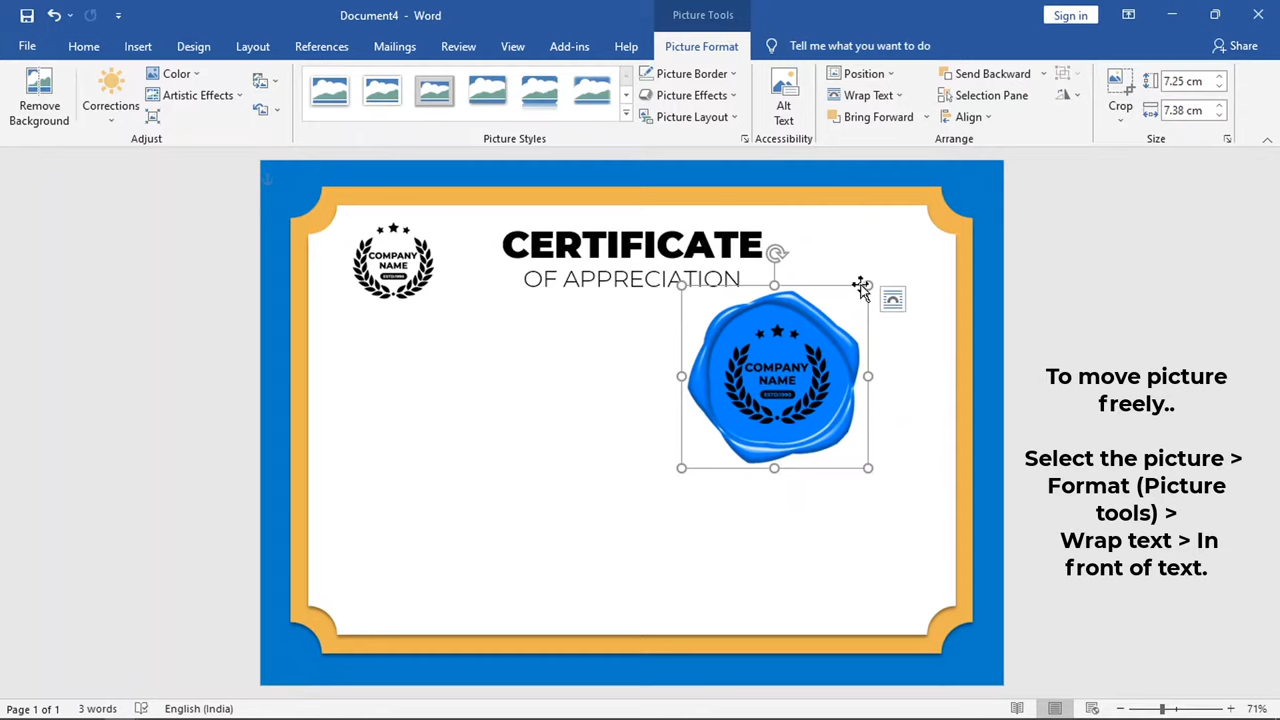 Document4 - Word
Picture Tools
Sign in
File
Home
Insert
Design
Layout
References
Mailings
Review
View
Add-ins
Help
Picture Format
Tell me what you want to do
Share
Remove
Background
Corrections
Color
Artistic Effects
Adjust
Picture Styles
Picture Border
Picture Effects
Picture Layout
Alt
Text
Accessibility
Position
Wrap Text
Bring Forward
Send Backward
Selection Pane
Align
Arrange
Crop
7.25 cm
7.38 cm
Size
COMPANY
NAME
ESTD.1990
CERTIFICATE
OF APPRECIATION
COMPANY
NAME
ESTD.1990
To move picture
freely..
Select the picture >
Format (Picture
tools) >
Wrap text > In
front of text.
Page 1 of 1
3 words
English (India)
71%